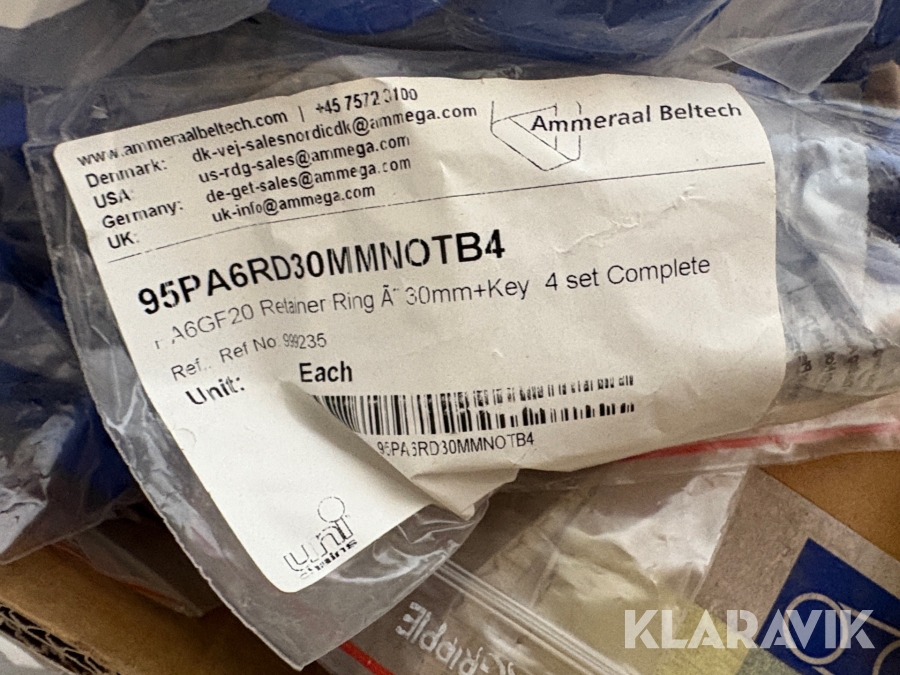 www.ammeraalbeltech.com | +45 7572 3100
Denmark: dk-vej-salesnordicdk@ammega.com
USA: us-rdg-sales@ammega.com
Germany: de-get-sales@ammega.com
UK: uk-info@ammega.com
Ammeraal Beltech
95PA6RD30MMNOTB4
A6GF20 Retainer Ring Ã¨ 30mm+Key 4 set Complete
Ref.: Ref No. 999235
Unit: Each
95PA6RD30MMNOTB4
uni
chains
RIPPLE
KLARAVIK